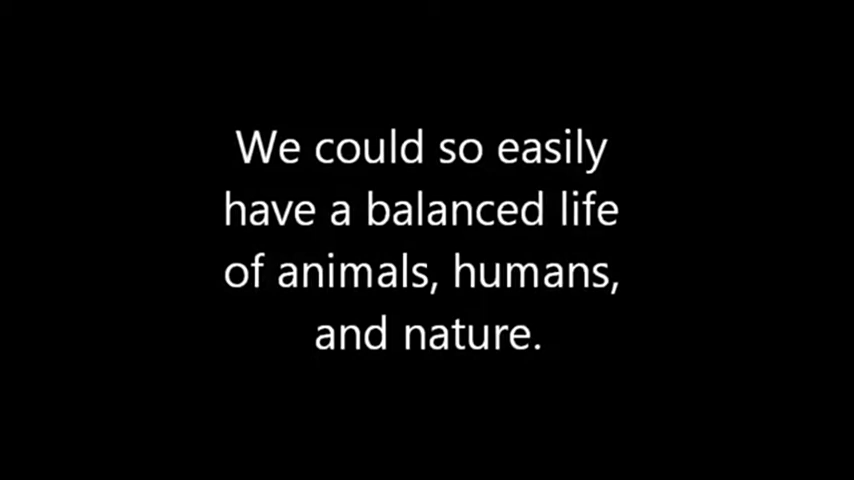 We could so easily
have a balanced life
of animals, humans,
and nature.